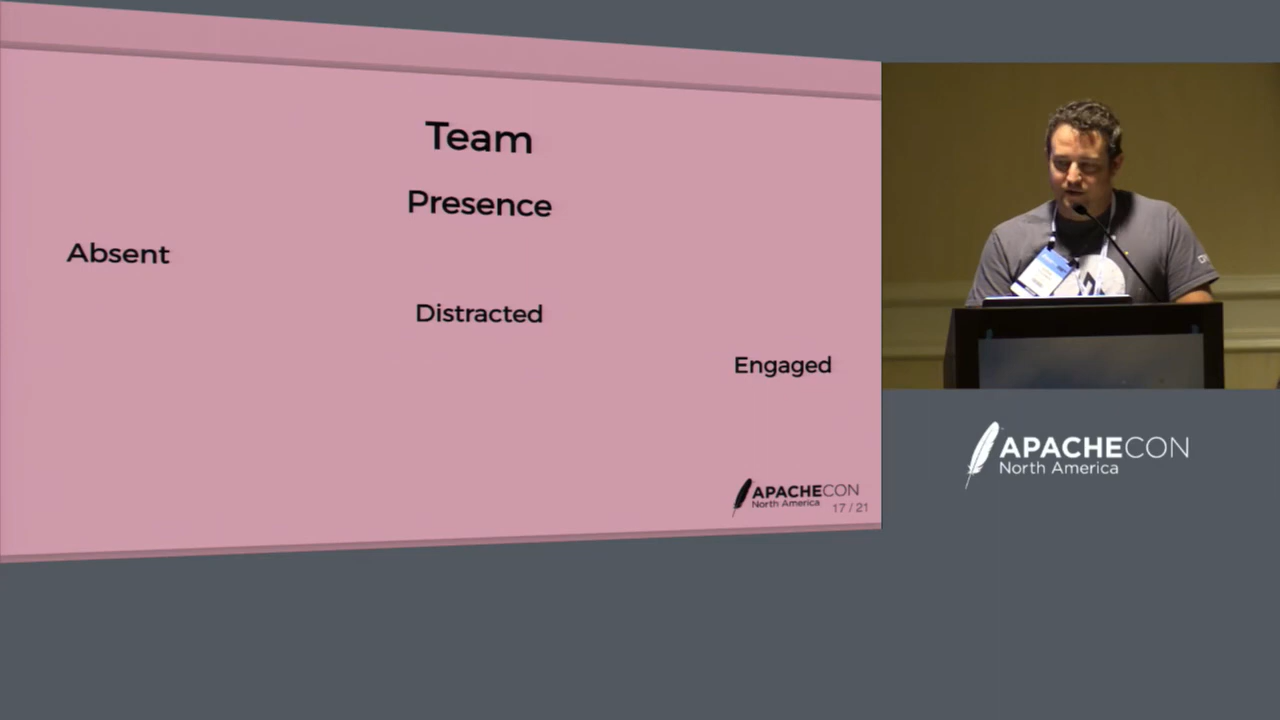 Team
Presence
Absent
Distracted
Engaged
APACHECON
North America
17 / 21
APACHECON
North America